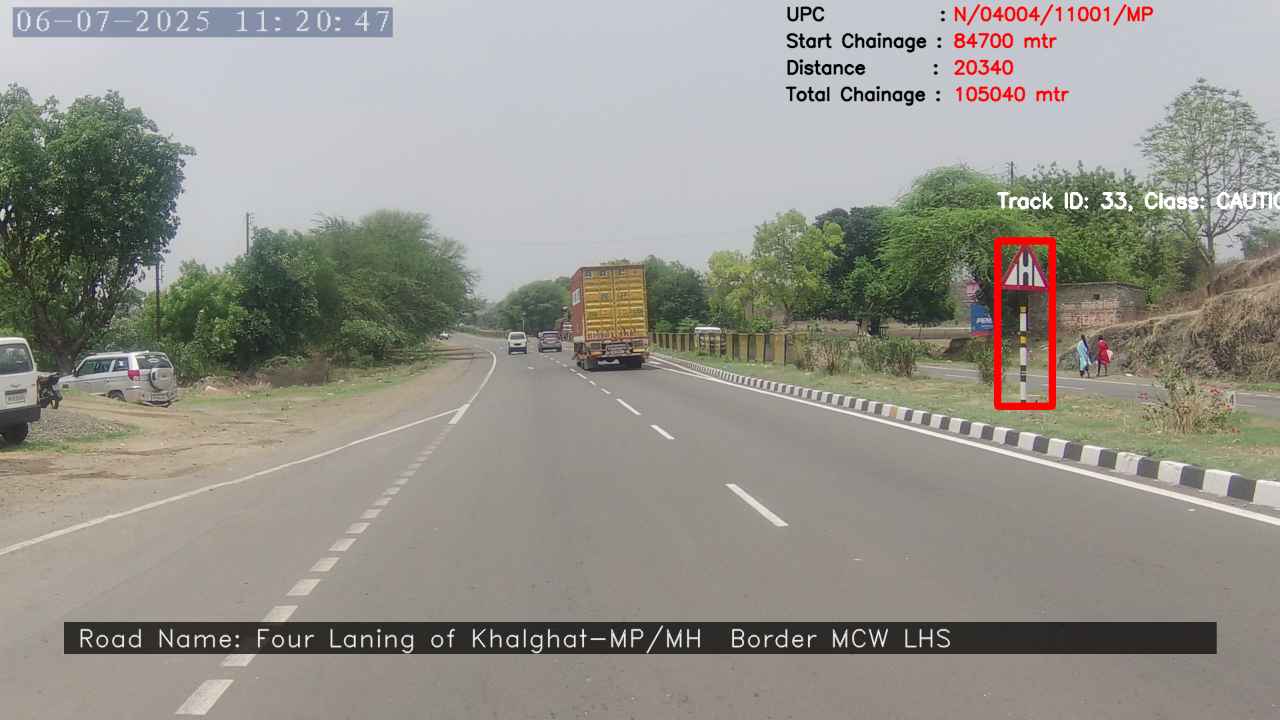 06-07-2025 11:20:47
UPC : N/04004/11001/MP
Start Chainage : 84700 mtr
Distance : 20340
Total Chainage : 105040 mtr
Track ID: 33, Class: CAUTIO
Road Name: Four Laning of Khalghat-MP/MH Border MCW LHS